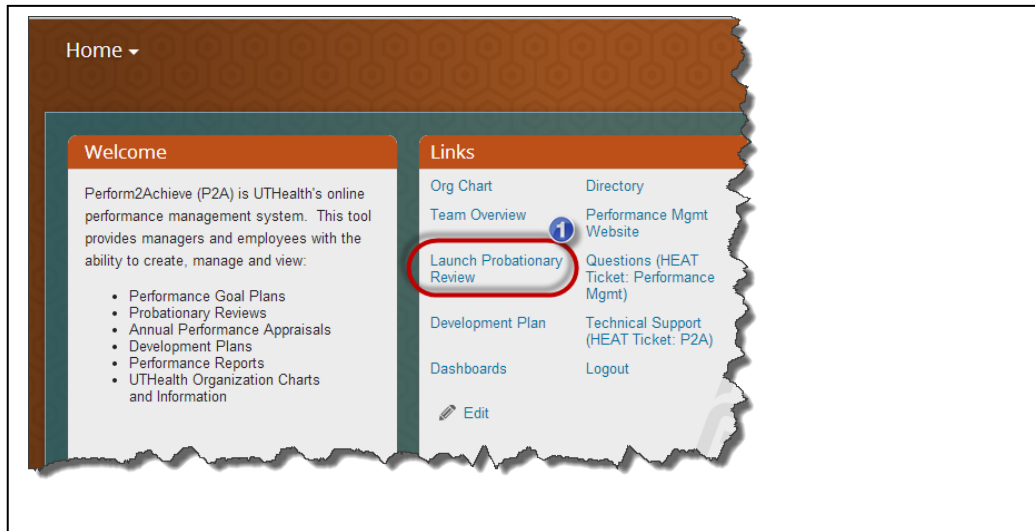 Home
Welcome
Perform2Achieve (P2A) is UTHealth's online
performance management system. This tool
provides managers and employees with the
ability to create, manage and view:
• Performance Goal Plans
• Probationary Reviews
• Annual Performance Appraisals
• Development Plans
• Performance Reports
• UTHealth Organization Charts
and Information
Links
Org Chart
Team Overview
1
Launch Probationary
Review
Development Plan
Dashboards
Edit
Directory
Performance Mgmt
Website
Questions (HEAT
Ticket: Performance
Mgmt)
Technical Support
(HEAT Ticket: P2A)
Logout